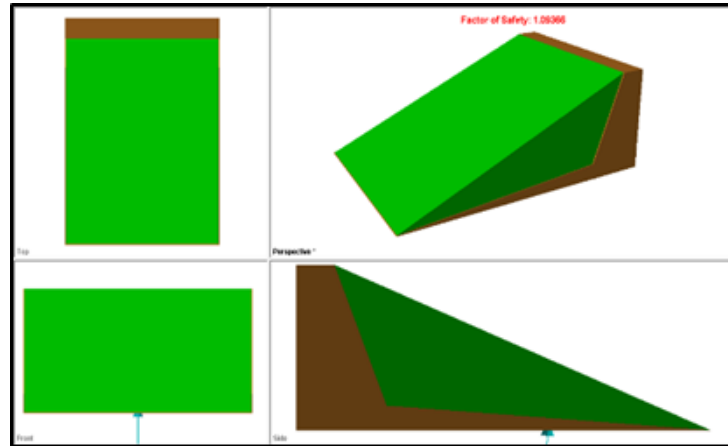 Factor of Safety: 1.09366
Top
Perspective *
Front
Side